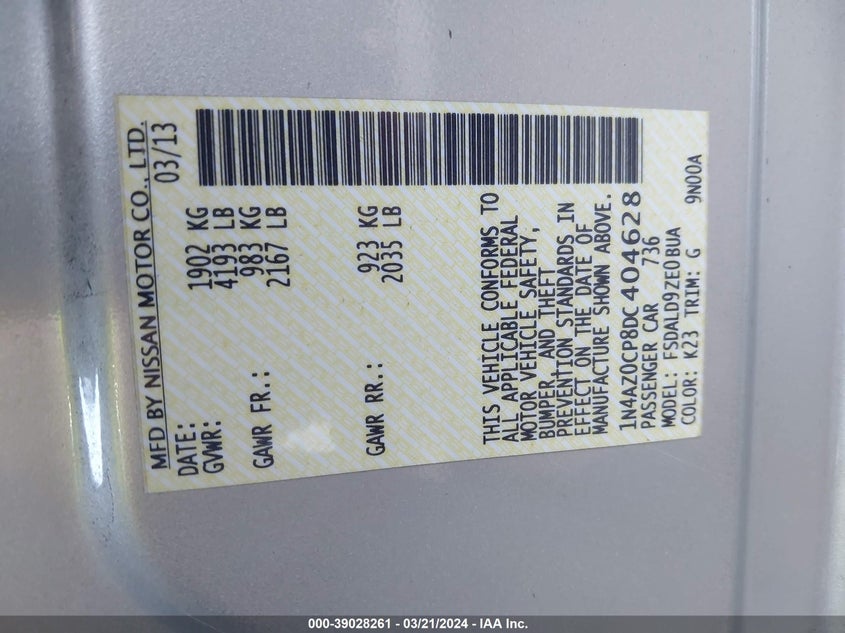 MFD BY NISSAN MOTOR CO., LTD.
DATE: 03/13
GVWR: 1902 KG
4193 LB
GAWR FR.: 983 KG
2167 LB
GAWR RR.: 923 KG
2035 LB
THIS VEHICLE CONFORMS TO
ALL APPLICABLE FEDERAL
MOTOR VEHICLE SAFETY,
BUMPER, AND THEFT
PREVENTION STANDARDS IN
EFFECT ON THE DATE OF
MANUFACTURE SHOWN ABOVE.
1N4AZ0CP8DC404628
PASSENGER CAR 736
MODEL: FSDALD9ZE0BUA
COLOR: K23 TRIM: G 9N00A
000-39028261 - 03/21/2024 - IAA Inc.